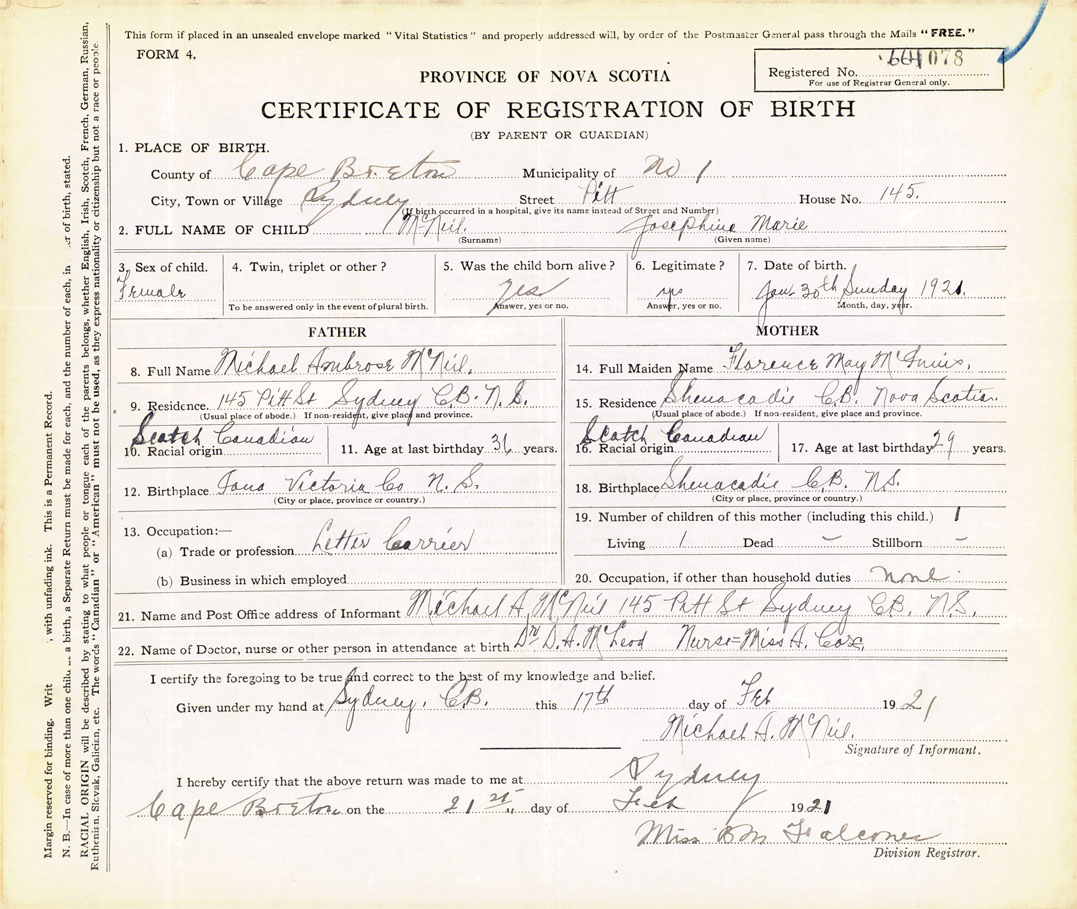 This form if placed in an unsealed envelope marked "Vital Statistics" and properly addressed will, by order of the Postmaster General pass through the Mails "FREE."
FORM 4.
Registered No. 078
For use of Registrar General only.
PROVINCE OF NOVA SCOTIA
CERTIFICATE OF REGISTRATION OF BIRTH
(BY PARENT OR GUARDIAN)
1. PLACE OF BIRTH.
County of Cape Breton Municipality of No 1
City, Town or Village Sydney Street Pitt House No. 145.
(If birth occurred in a hospital, give its name instead of Street and Number)
2. FULL NAME OF CHILD McNeil. Josephine Marie
(Surname) (Given name)
3. Sex of child. 4. Twin, triplet or other? 5. Was the child born alive? 6. Legitimate? 7. Date of birth.
Female yes yes Jan. 30th Sunday 1921.
To be answered only in the event of plural birth. Answer, yes or no. Answer, yes or no. Month, day, year.
FATHER
8. Full Name Michael Ambrose McNeil.
9. Residence 145 Pitt St Sydney C.B. N.S.
(Usual place of abode.) If non-resident, give place and province.
Scotch Canadian
10. Racial origin 11. Age at last birthday 36 years.
12. Birthplace Iona Victoria Co N.S.
(City or place, province or country.)
13. Occupation:—
(a) Trade or profession Letter Carrier
(b) Business in which employed
MOTHER
14. Full Maiden Name Florence May McInnis.
15. Residence Shenacadie C.B. Nova Scotia
(Usual place of abode.) If non-resident, give place and province.
Scotch Canadian
16. Racial origin 17. Age at last birthday 29 years.
18. Birthplace Shenacadie C.B. N.S.
(City or place, province or country.)
19. Number of children of this mother (including this child.) 1
Living 1 Dead – Stillborn –
20. Occupation, if other than household duties none
21. Name and Post Office address of Informant Michael A. McNeil 145 Pitt St Sydney C.B. N.S.
22. Name of Doctor, nurse or other person in attendance at birth Dr. D.A. McLeod Nurse=Miss A. Cox
I certify the foregoing to be true and correct to the best of my knowledge and belief.
Given under my hand at Sydney, C.B. this 17th day of Feb 1921
Michael A. McNeil.
Signature of Informant.
I hereby certify that the above return was made to me at Sydney
Cape Breton on the 21st day of Feb 1921
Miss B M Falconer
Division Registrar.
Margin reserved for binding. Writ , with unfading ink. This is a Permanent Record.
N. B.—In case of more than one child a birth, a Separate Return must be made for each, and the number of each, in of birth, stated.
RACIAL ORIGIN will be described by stating to what people or tongue each of the parents belongs, whether English, Irish, Scotch, French, German, Russian,
Ruthenian, Slovak, Galician, etc. The words "Canadian" or "American" must not be used, as they express nationality or citizenship but not a race or people.